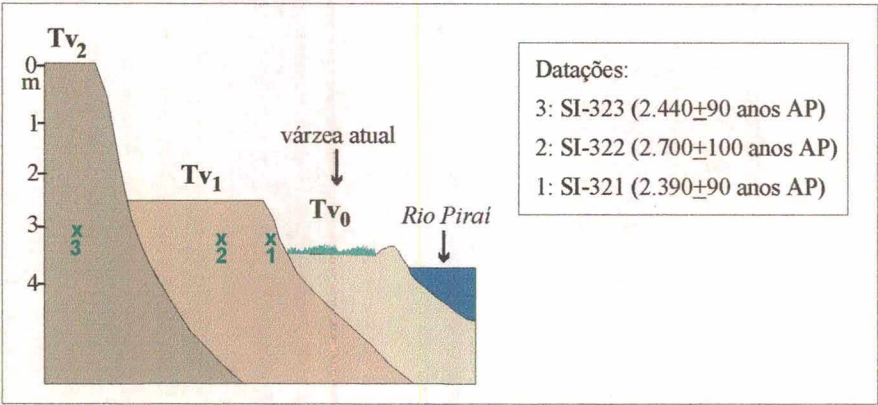 Tv2
0
m
1
2
3
4
Tv1
várzea atual
Tv0
Rio Piraí
x
3
x
2
x
1
Datações:
3: SI-323 (2.440±90 anos AP)
2: SI-322 (2.700±100 anos AP)
1: SI-321 (2.390±90 anos AP)